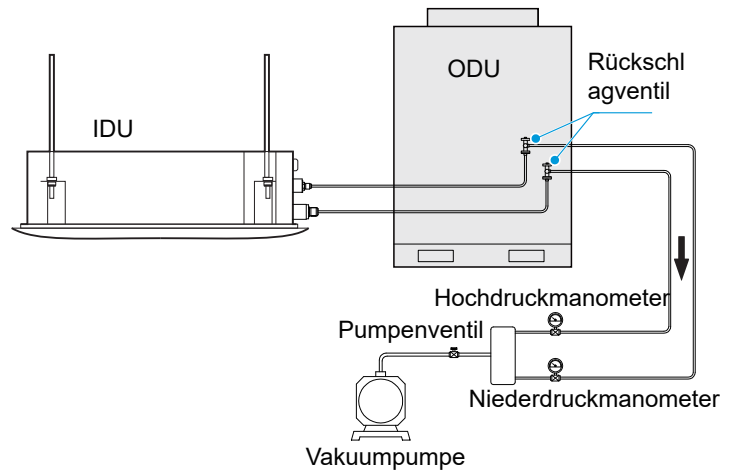 ODU
Rückschl
agventil
IDU
Hochdruckmanometer
Pumpenventil
Niederdruckmanometer
Vakuumpumpe